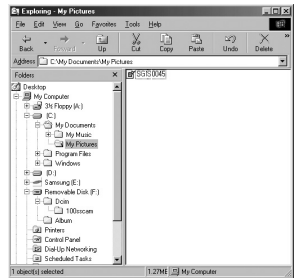 Exploring - My Pictures
File Edit View Go Favorites Tools Help
Back Forward Up Cut Copy Paste Undo Delete
Address C:\My Documents\My Pictures
Folders
Desktop
My Computer
3½ Floppy (A:)
(C:)
My Documents
My Music
My Pictures
Program Files
Windows
(D:)
Samsung (E:)
Removable Disk (F:)
Dcim
100sscam
Album
Printers
Control Panel
Dial-Up Networking
Scheduled Tasks
SGIS0045
1 object(s) selected 1.27ME My Computer